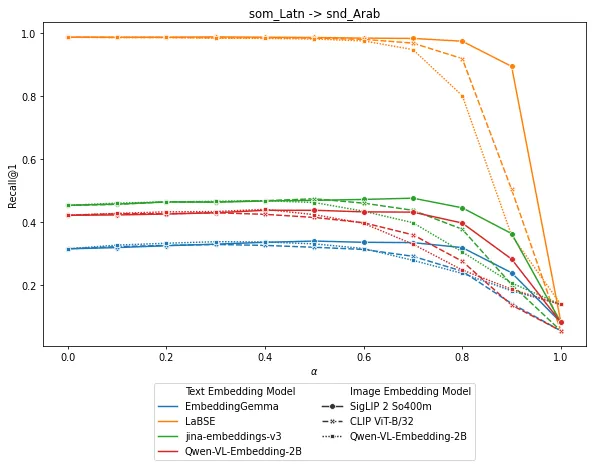 som_Latn -> snd_Arab
1.0
0.8
0.6
0.4
0.2
Recall@1
0.0 0.2 0.4 0.6 0.8 1.0
α
Text Embedding Model Image Embedding Model
EmbeddingGemma SigLIP 2 So400m
LaBSE CLIP ViT-B/32
jina-embeddings-v3 Qwen-VL-Embedding-2B
Qwen-VL-Embedding-2B